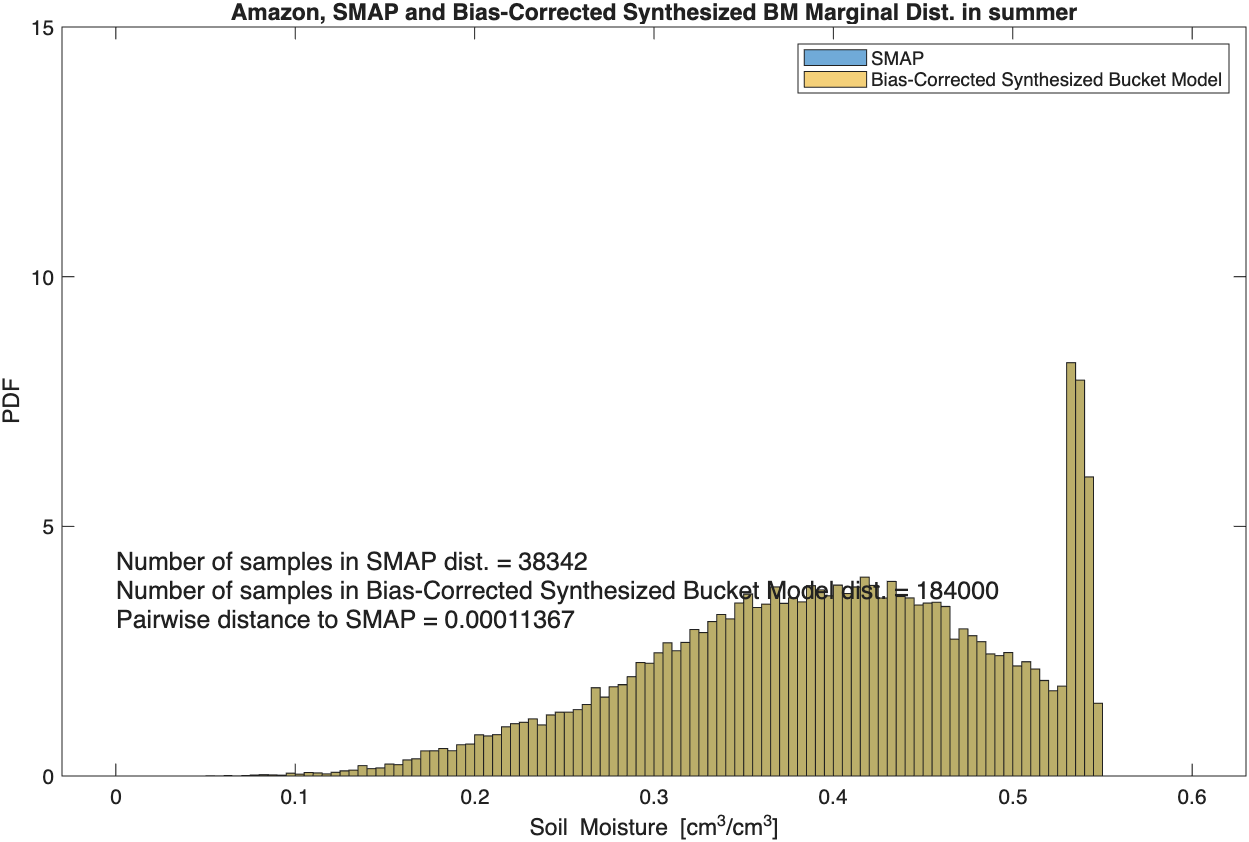 Amazon, SMAP and Bias-Corrected Synthesized BM Marginal Dist. in summer
15
SMAP
Bias-Corrected Synthesized Bucket Model
10
PDF
5
Number of samples in SMAP dist. = 38342
Number of samples in Bias-Corrected Synthesized Bucket Model dist. = 184000
Pairwise distance to SMAP = 0.00011367
0
0 0.1 0.2 0.3 0.4 0.5 0.6
Soil Moisture [cm³/cm³]